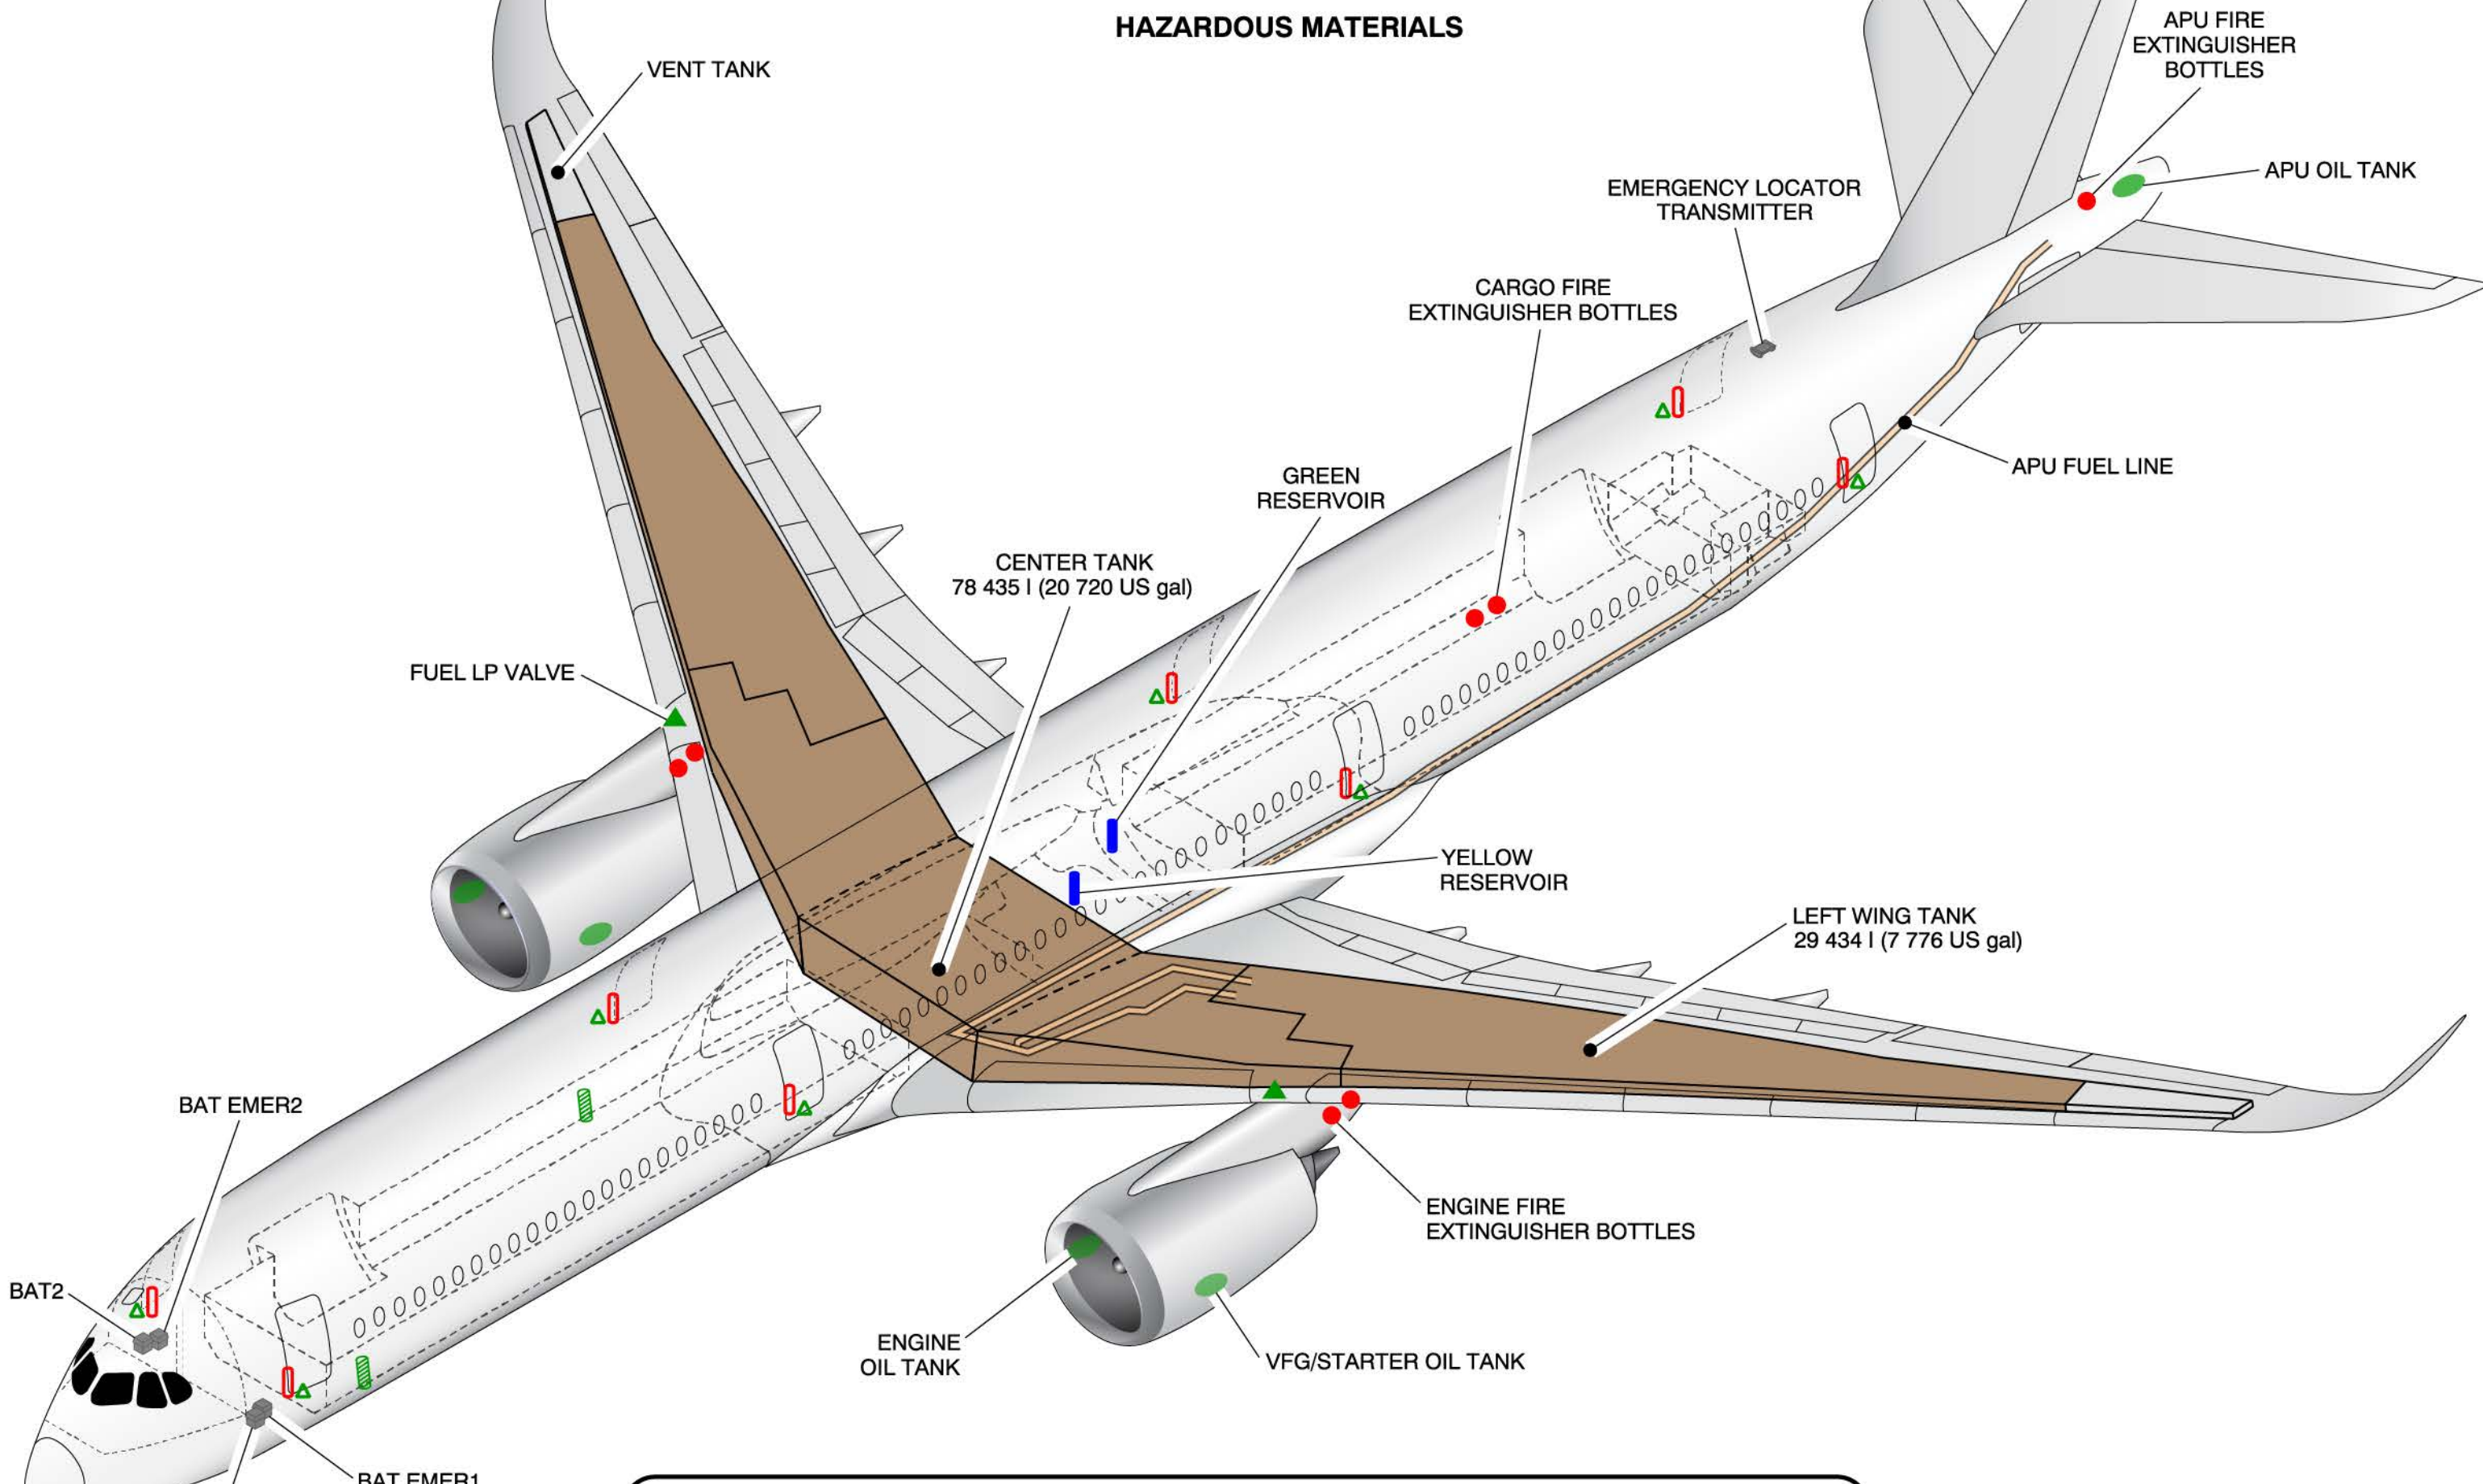 HAZARDOUS MATERIALS
APU FIRE
EXTINGUISHER
BOTTLES
VENT TANK
APU OIL TANK
EMERGENCY LOCATOR
TRANSMITTER
CARGO FIRE
EXTINGUISHER BOTTLES
APU FUEL LINE
GREEN
RESERVOIR
CENTER TANK
78 435 l (20 720 US gal)
FUEL LP VALVE
YELLOW
RESERVOIR
LEFT WING TANK
29 434 l (7 776 US gal)
BAT EMER2
ENGINE FIRE
EXTINGUISHER BOTTLES
BAT2
ENGINE
OIL TANK
VFG/STARTER OIL TANK
BAT EMER1